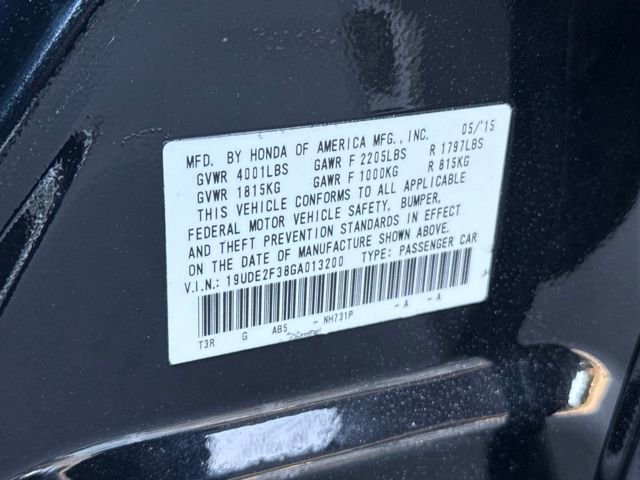 MFD. BY HONDA OF AMERICA MFG., INC. 05/'15
GVWR 4001LBS GAWR F 2205LBS R 1797LBS
GVWR 1815KG GAWR F 1000KG R 815KG
THIS VEHICLE CONFORMS TO ALL APPLICABLE
FEDERAL MOTOR VEHICLE SAFETY, BUMPER,
AND THEFT PREVENTION STANDARDS IN EFFECT
ON THE DATE OF MANUFACTURE SHOWN ABOVE.
V.I.N.: 19UDE2F38GA013200 TYPE: PASSENGER CAR
T3R G AB5 - NH731P - A - A